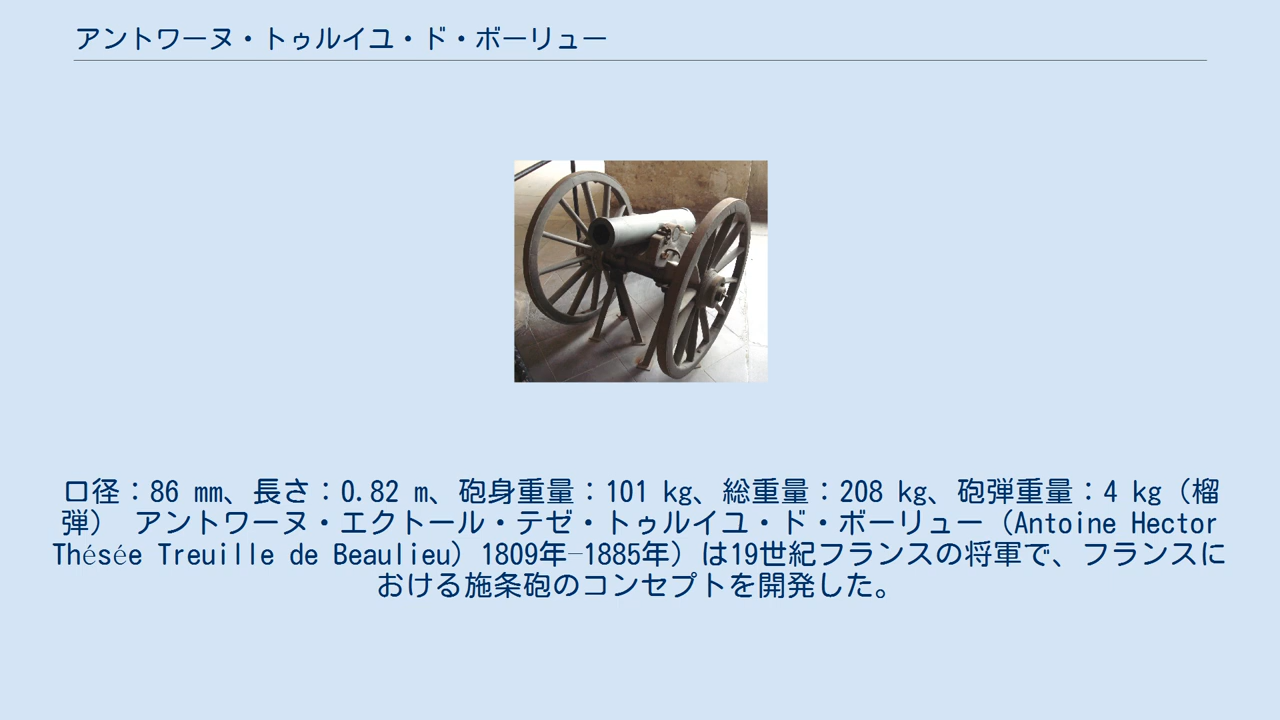 アントワーヌ・トゥルイユ・ド・ボーリュー
口径：86 mm、長さ：0.82 m、砲身重量：101 kg、総重量：208 kg、砲弾重量：4 kg（榴
弾） アントワーヌ・エクトール・テゼ・トゥルイユ・ド・ボーリュー（Antoine Hector
Thésée Treuille de Beaulieu）1809年–1885年）は19世紀フランスの将軍で、フランスに
おける施条砲のコンセプトを開発した。